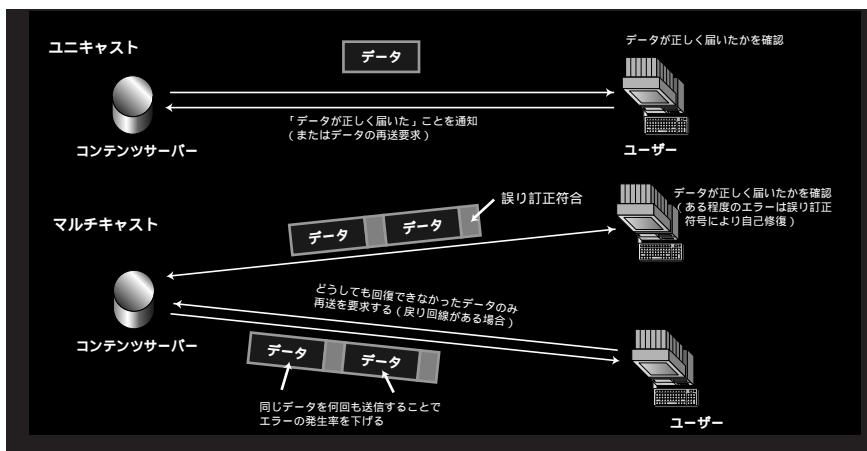 ユニキャスト
データ
データが正しく届いたかを確認
「データが正しく届いた」ことを通知
(またはデータの再送要求)
コンテンツサーバー
ユーザー
マルチキャスト
データ
データ
誤り訂正符合
データが正しく届いたかを確認
(ある程度のエラーは誤り訂正
符号により自己修復)
どうしても回復できなかったデータのみ
再送を要求する(戻り回線がある場合)
コンテンツサーバー
データ
データ
同じデータを何回も送信することで
エラーの発生率を下げる
ユーザー